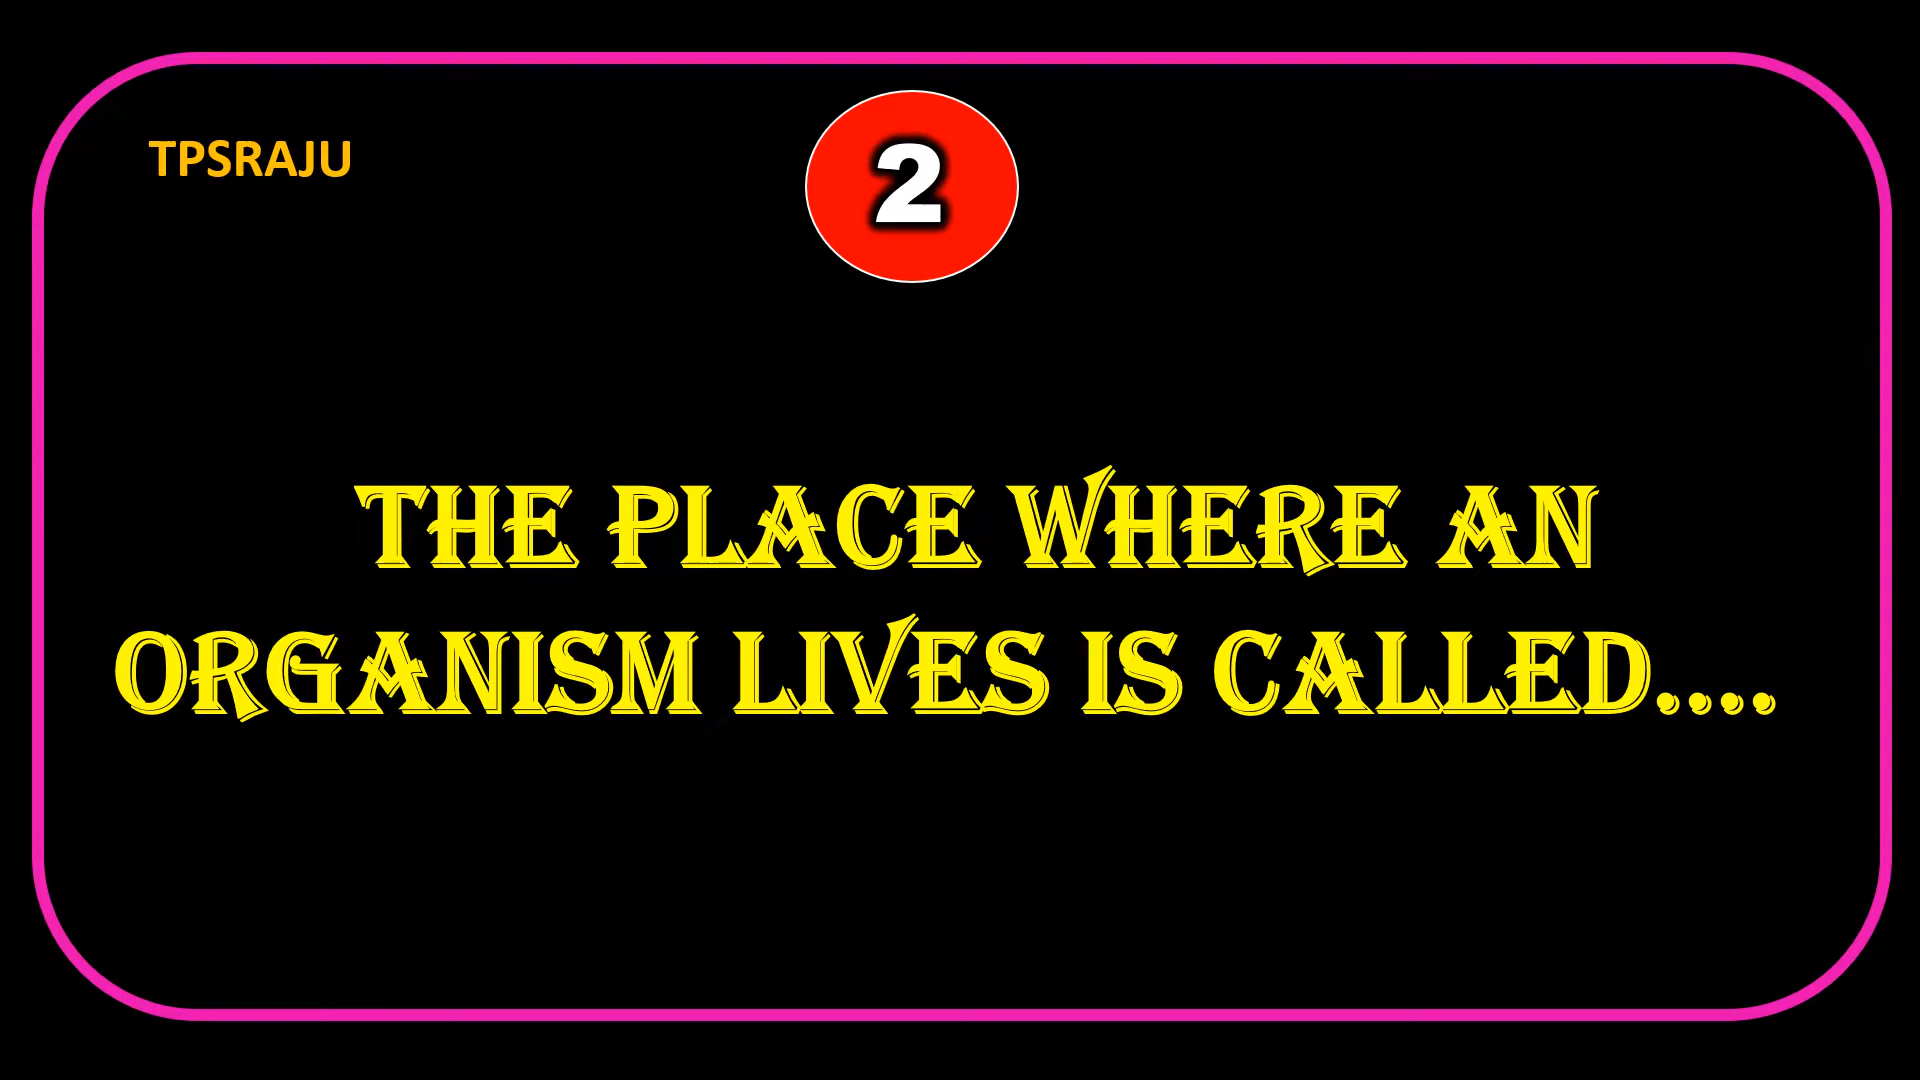 TPSRAJU
2
THE PLACE WHERE AN
ORGANISM LIVES IS CALLED....